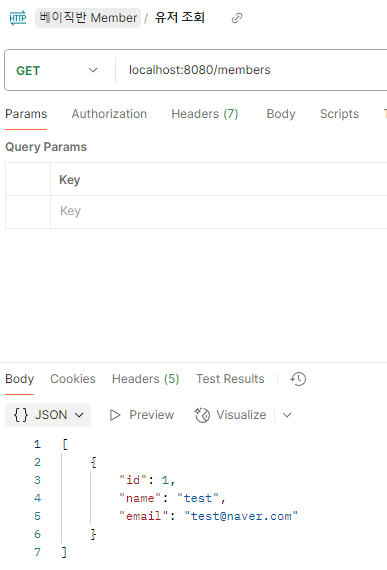 HTTP 베이직반 Member / 유저 조회
GET localhost:8080/members
Params Authorization Headers (7) Body Scripts
Query Params
Key
Key
Body Cookies Headers (5) Test Results
{} JSON Preview Visualize
1 [
2 {
3 "id": 1,
4 "name": "test",
5 "email": "test@naver.com"
6 }
7 ]